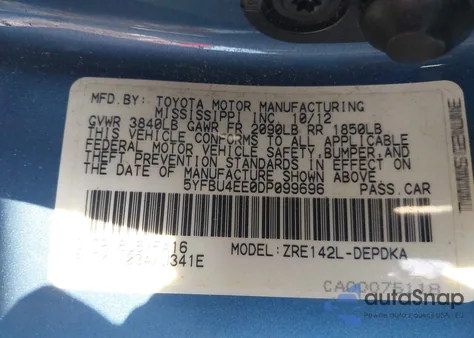 MFD. BY: TOYOTA MOTOR MANUFACTURING
MISSISSIPPI INC. 10/12
GVWR 3840LB GAWR FR 2090LB RR 1850LB
THIS VEHICLE CONFORMS TO ALL APPLICABLE
FEDERAL MOTOR VEHICLE SAFETY, BUMPER, AND
THEFT PREVENTION STANDARDS IN EFFECT ON
THE DATE OF MANUFACTURE SHOWN ABOVE.
5YFBU4EE0DP099696 PASS.CAR
MODEL:ZRE142L-DEPDKA
CA00075118
autoSnap